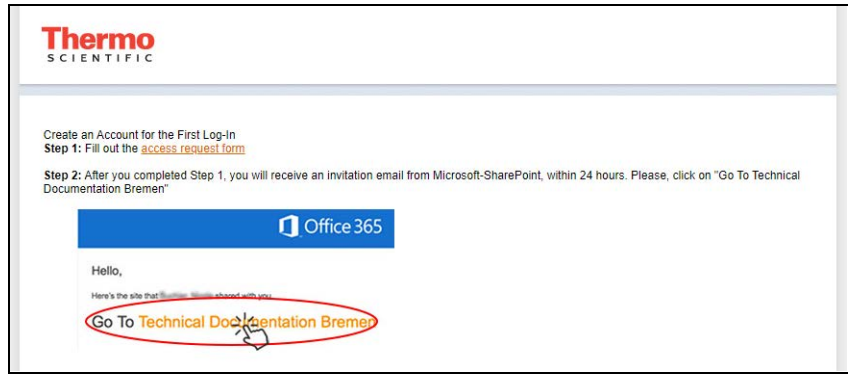 Thermo
SCIENTIFIC
Create an Account for the First Log-In
Step 1: Fill out the access request form
Step 2: After you completed Step 1, you will receive an invitation email from Microsoft-SharePoint, within 24 hours. Please, click on "Go To Technical
Documentation Bremen"
Office 365
Hello,
Here's the site that shared with you
Go To Technical Documentation Bremen